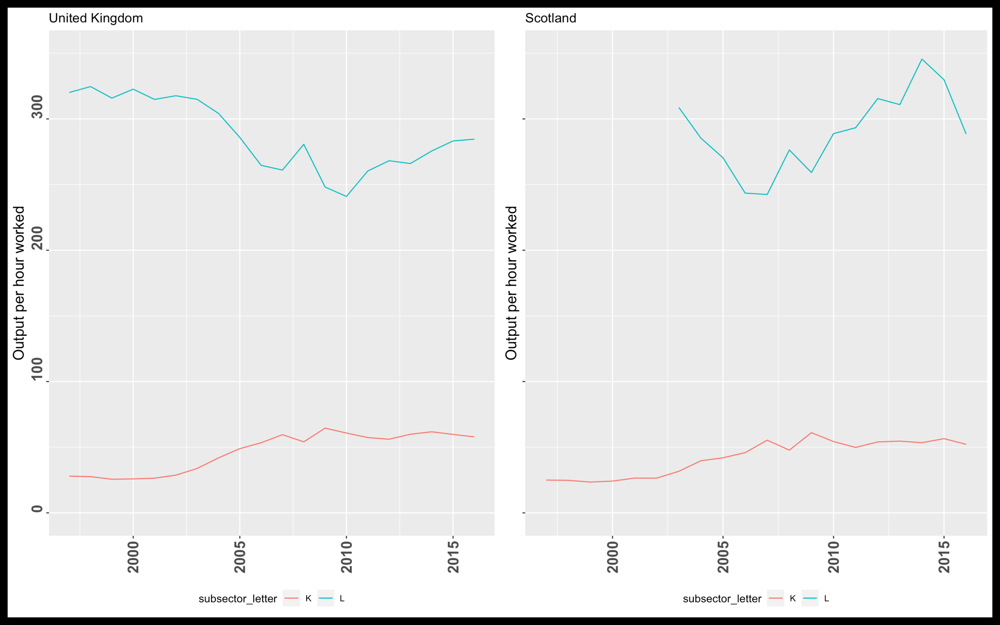 United Kingdom
Output per hour worked
300
200
100
0
2000 2005 2010 2015
subsector_letter K L
Scotland
Output per hour worked
2000 2005 2010 2015
subsector_letter K L